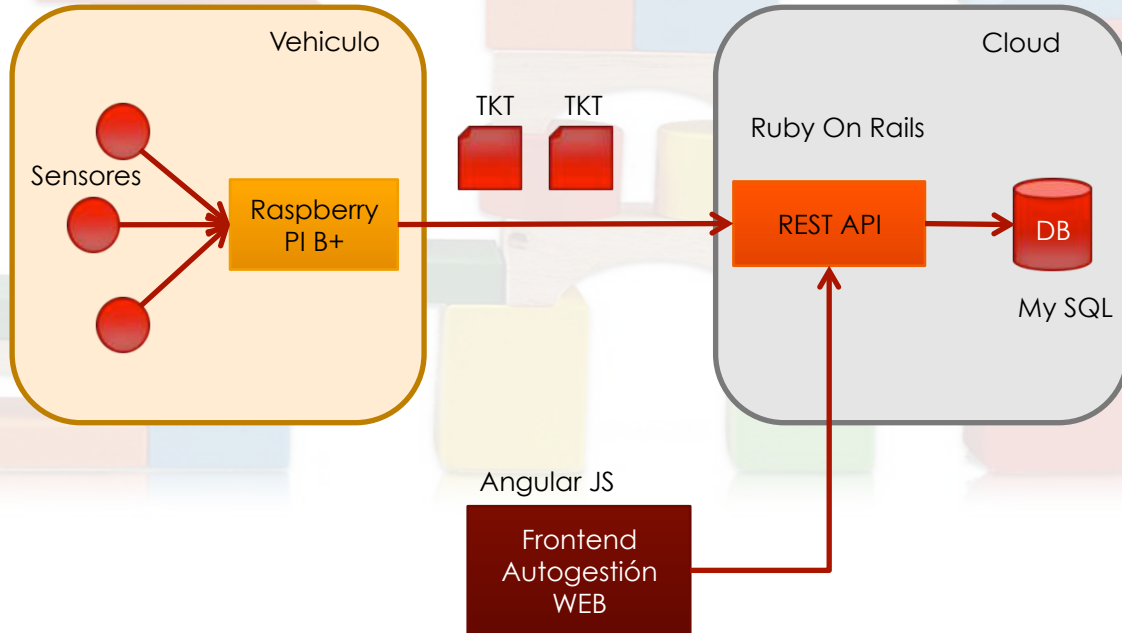 Vehiculo
Cloud
TKT
TKT
Ruby On Rails
Sensores
Raspberry
PI B+
REST API
DB
My SQL
Angular JS
Frontend
Autogestión
WEB